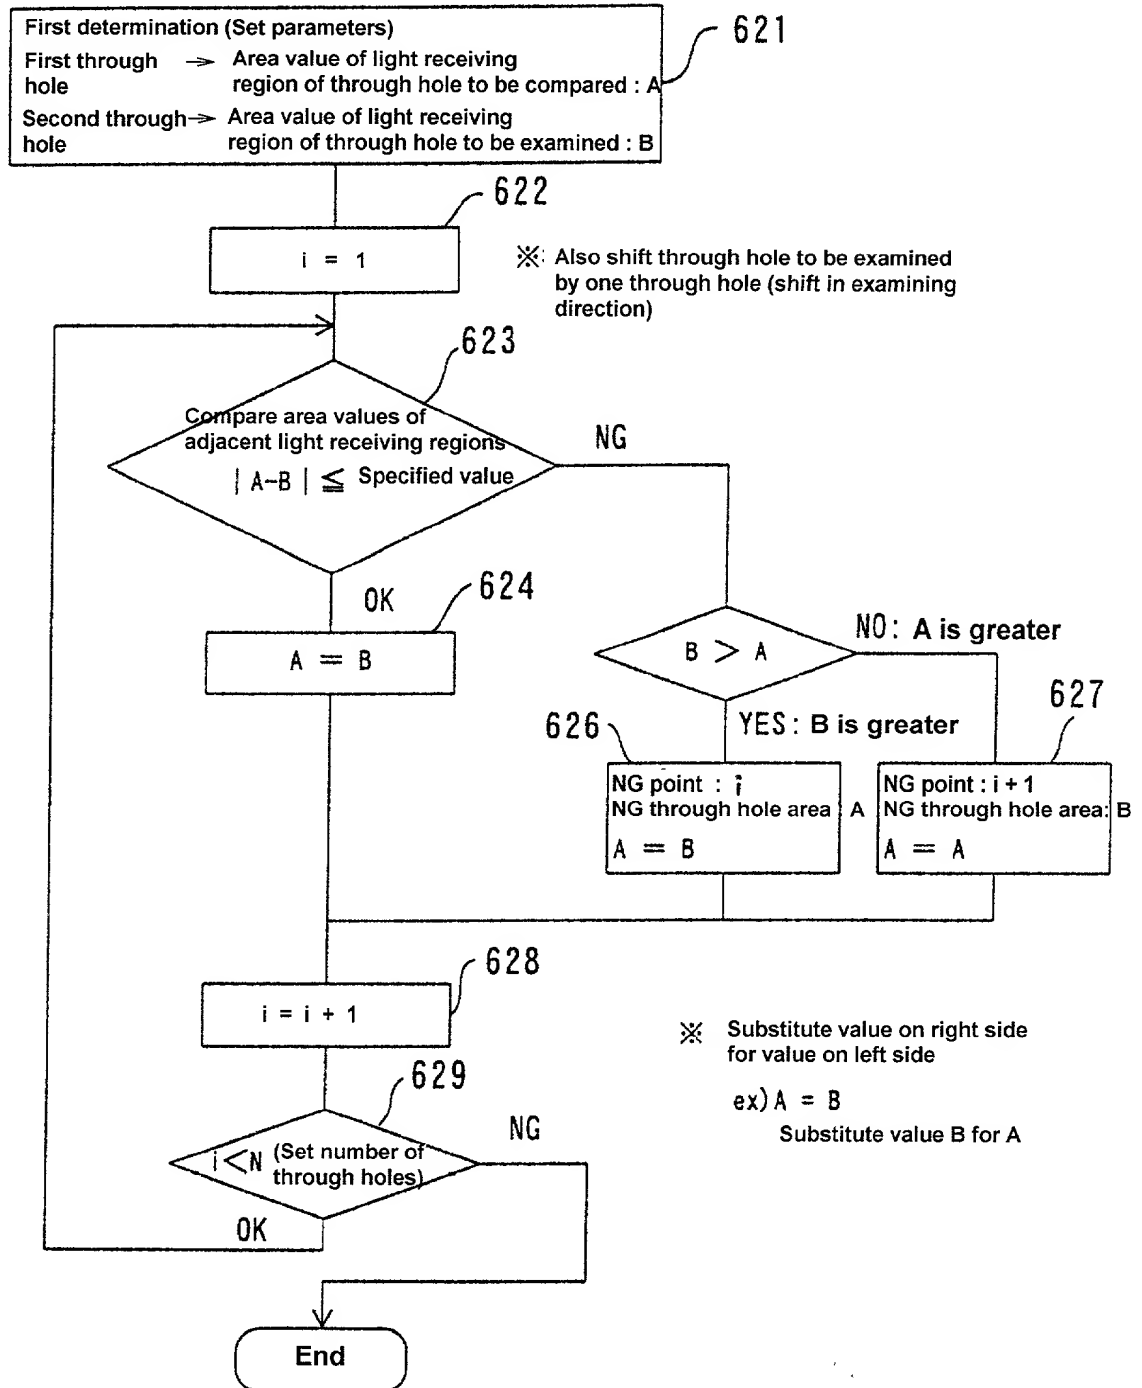 First determination (Set parameters)
First through → Area value of light receiving
hole region of through hole to be compared : A
Second through → Area value of light receiving
hole region of through hole to be examined : B
621
622
i = 1
※: Also shift through hole to be examined
by one through hole (shift in examining
direction)
623
Compare area values of
adjacent light receiving regions
| A-B | ≦ Specified value
NG
OK
624
A = B
B > A
NO: A is greater
YES: B is greater
626
627
NG point : i
NG through hole area A
A = B
NG point : i + 1
NG through hole area: B
A = A
628
i = i + 1
※ Substitute value on right side
for value on left side
ex) A = B
Substitute value B for A
629
i<N (Set number of
through holes)
NG
OK
End